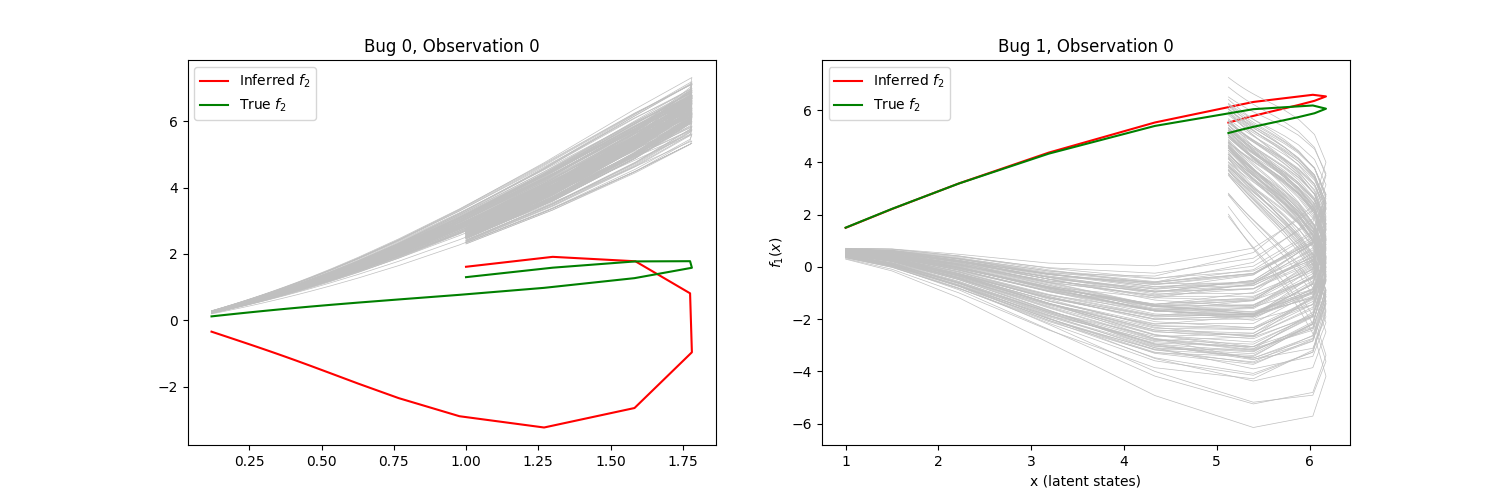 Bug 0, Observation 0
Inferred f₂
True f₂
6
4
2
0
−2
0.25 0.50 0.75 1.00 1.25 1.50 1.75
Bug 1, Observation 0
Inferred f₂
True f₂
f₁(x)
6
4
2
0
−2
−4
−6
1 2 3 4 5 6
x (latent states)